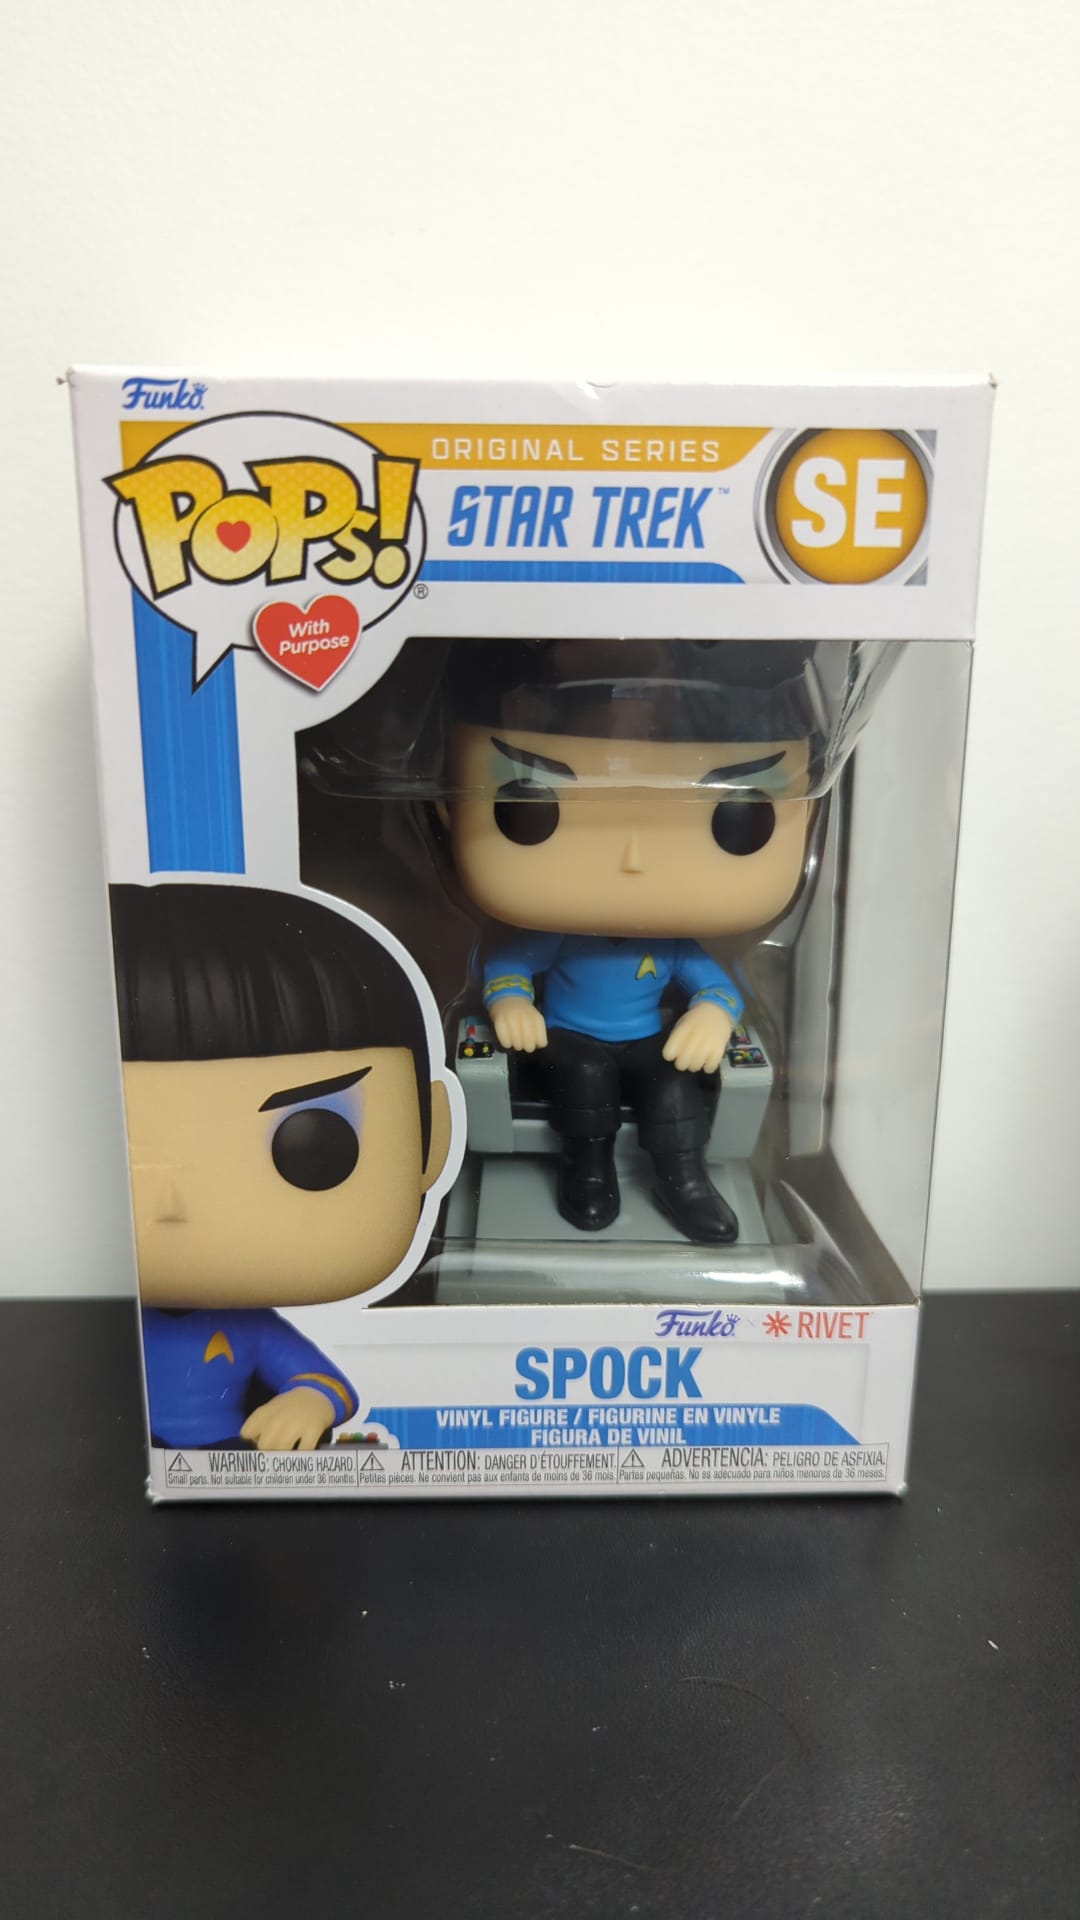 Funko
ORIGINAL SERIES
POPs!
®
STAR TREK™
SE
With
Purpose
Funko × RIVET
SPOCK
VINYL FIGURE / FIGURINE EN VINYLE
FIGURA DE VINIL
WARNING: CHOKING HAZARD.
Small parts. Not suitable for children under 36 months.
ATTENTION: DANGER D'ÉTOUFFEMENT.
Petites pièces. Ne convient pas aux enfants de moins de 36 mois.
ADVERTENCIA: PELIGRO DE ASFIXIA.
Partes pequeñas. No es adecuado para niños menores de 36 meses.